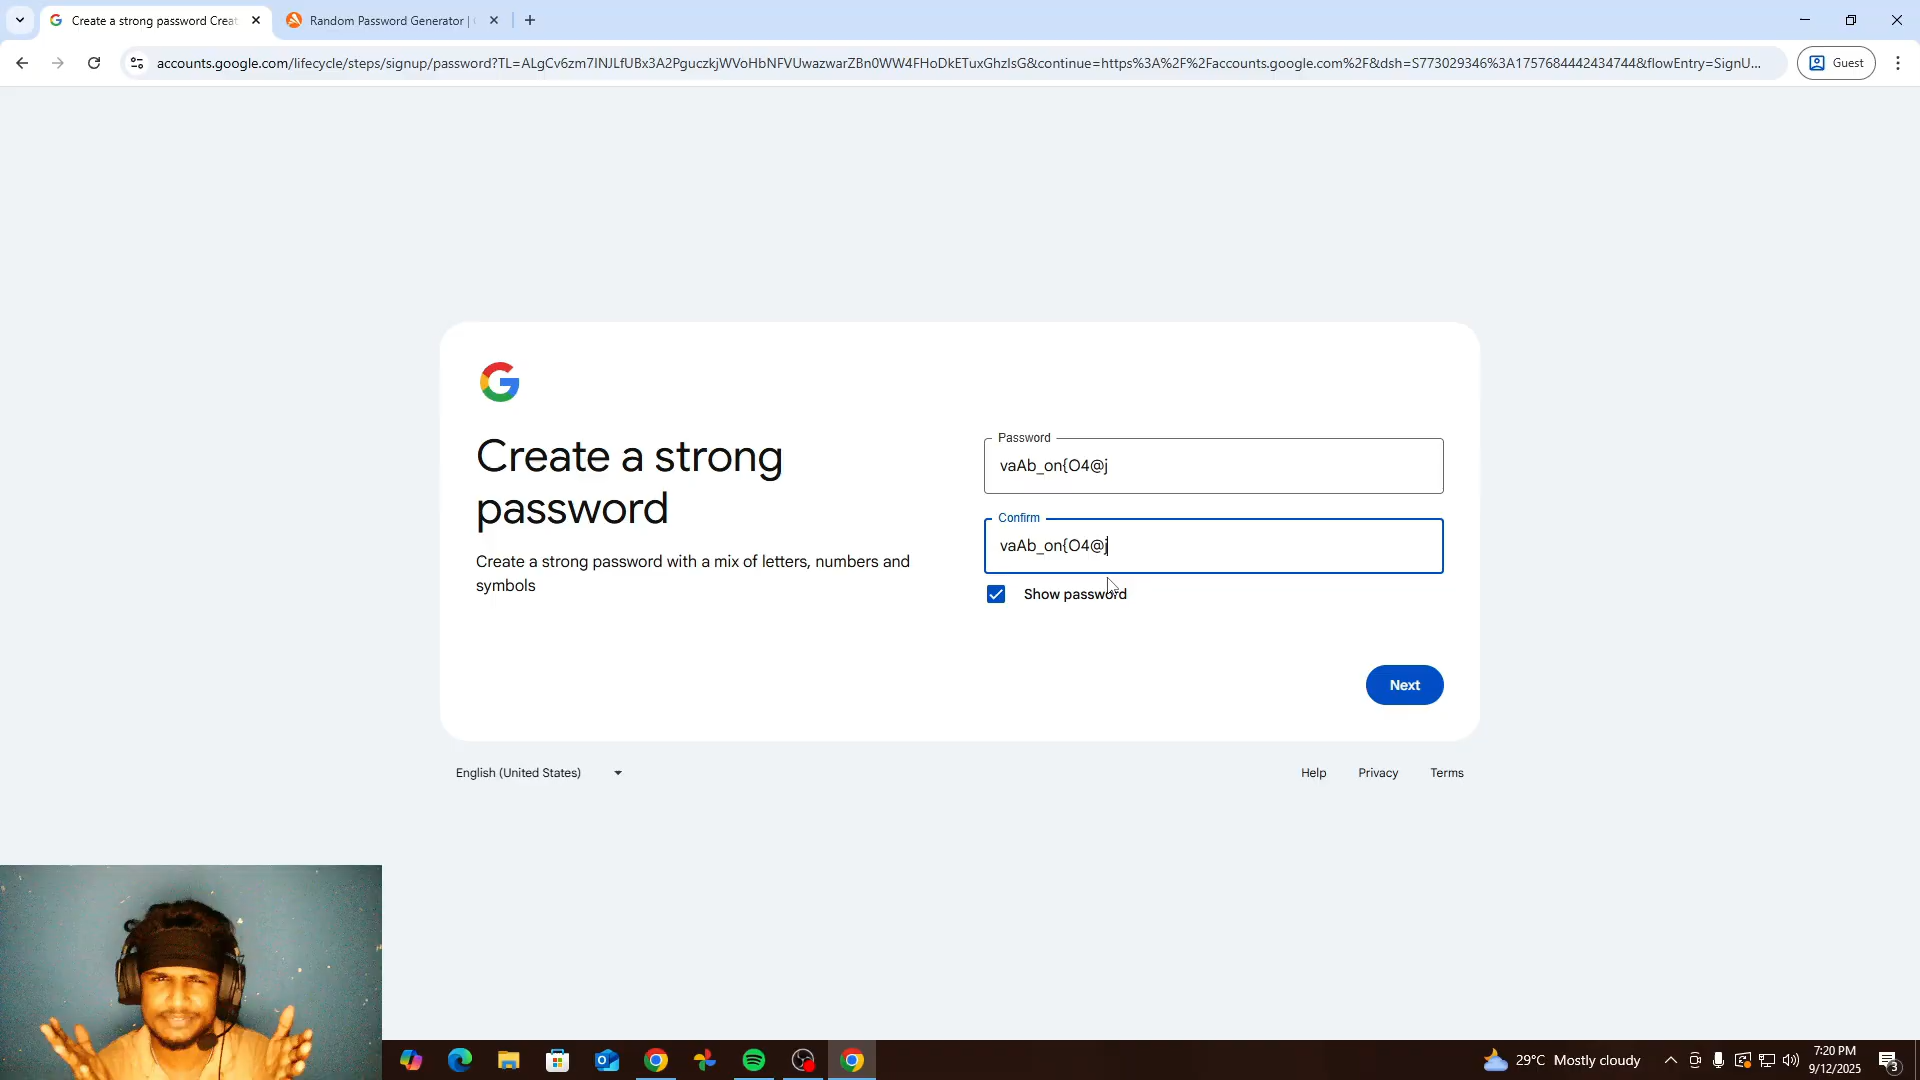 Create a strong password Creat
Random Password Generator |
accounts.google.com/lifecycle/steps/signup/password?TL=ALgCv6zm7INJLfUBx3A2PguczkjWVoHbNFVUwazwarZBn0WW4FHoDkETuxGhzlsG&continue=https%3A%2F%2Faccounts.google.com%2F&dsh=S773029346%3A1757684442434744&flowEntry=SignU...
Guest
Create a strong
password
Create a strong password with a mix of letters, numbers and
symbols
Password
vaAb_on{O4@j
Confirm
vaAb_on{O4@j
Show password
Next
English (United States)
Help
Privacy
Terms
29°C Mostly cloudy
7:20 PM
9/12/2025
3